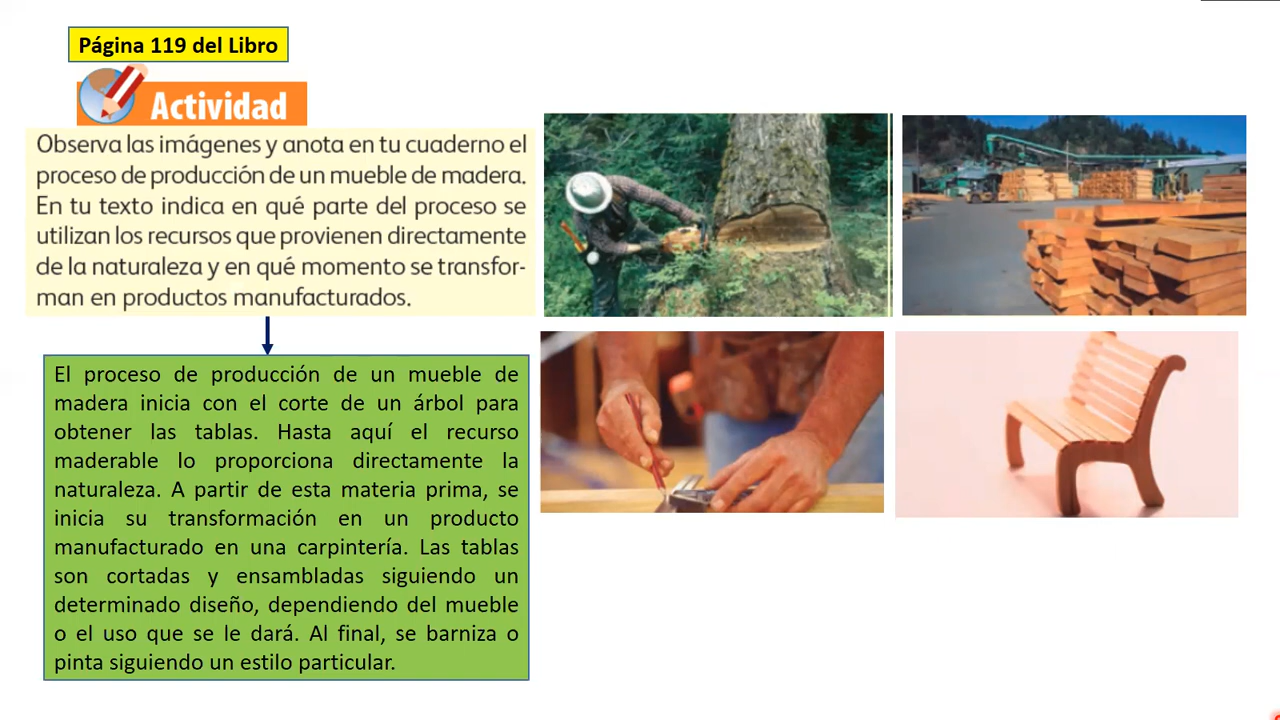 Página 119 del Libro
Actividad
Observa las imágenes y anota en tu cuaderno el
proceso de producción de un mueble de madera.
En tu texto indica en qué parte del proceso se
utilizan los recursos que provienen directamente
de la naturaleza y en qué momento se transfor-
man en productos manufacturados.
El proceso de producción de un mueble de
madera inicia con el corte de un árbol para
obtener las tablas. Hasta aquí el recurso
maderable lo proporciona directamente la
naturaleza. A partir de esta materia prima, se
inicia su transformación en un producto
manufacturado en una carpintería. Las tablas
son cortadas y ensambladas siguiendo un
determinado diseño, dependiendo del mueble
o el uso que se le dará. Al final, se barniza o
pinta siguiendo un estilo particular.